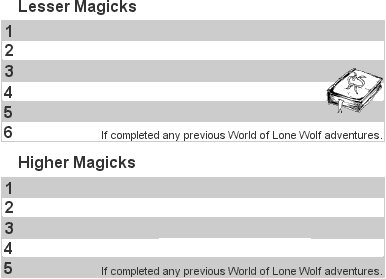 Lesser Magicks
1
2
3
4
5
6 If completed any previous World of Lone Wolf adventures.
Higher Magicks
1
2
3
4
5 If completed any previous World of Lone Wolf adventures.